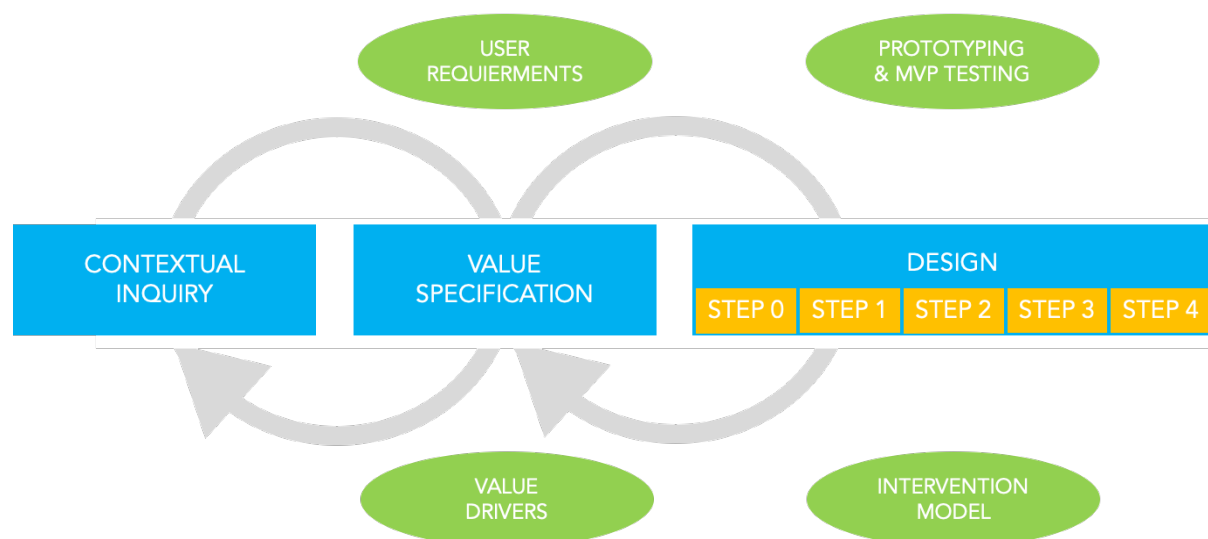 USER
REQUIERMENTS
PROTOTYPING
& MVP TESTING
CONTEXTUAL
INQUIRY
VALUE
SPECIFICATION
DESIGN
STEP 0
STEP 1
STEP 2
STEP 3
STEP 4
VALUE
DRIVERS
INTERVENTION
MODEL